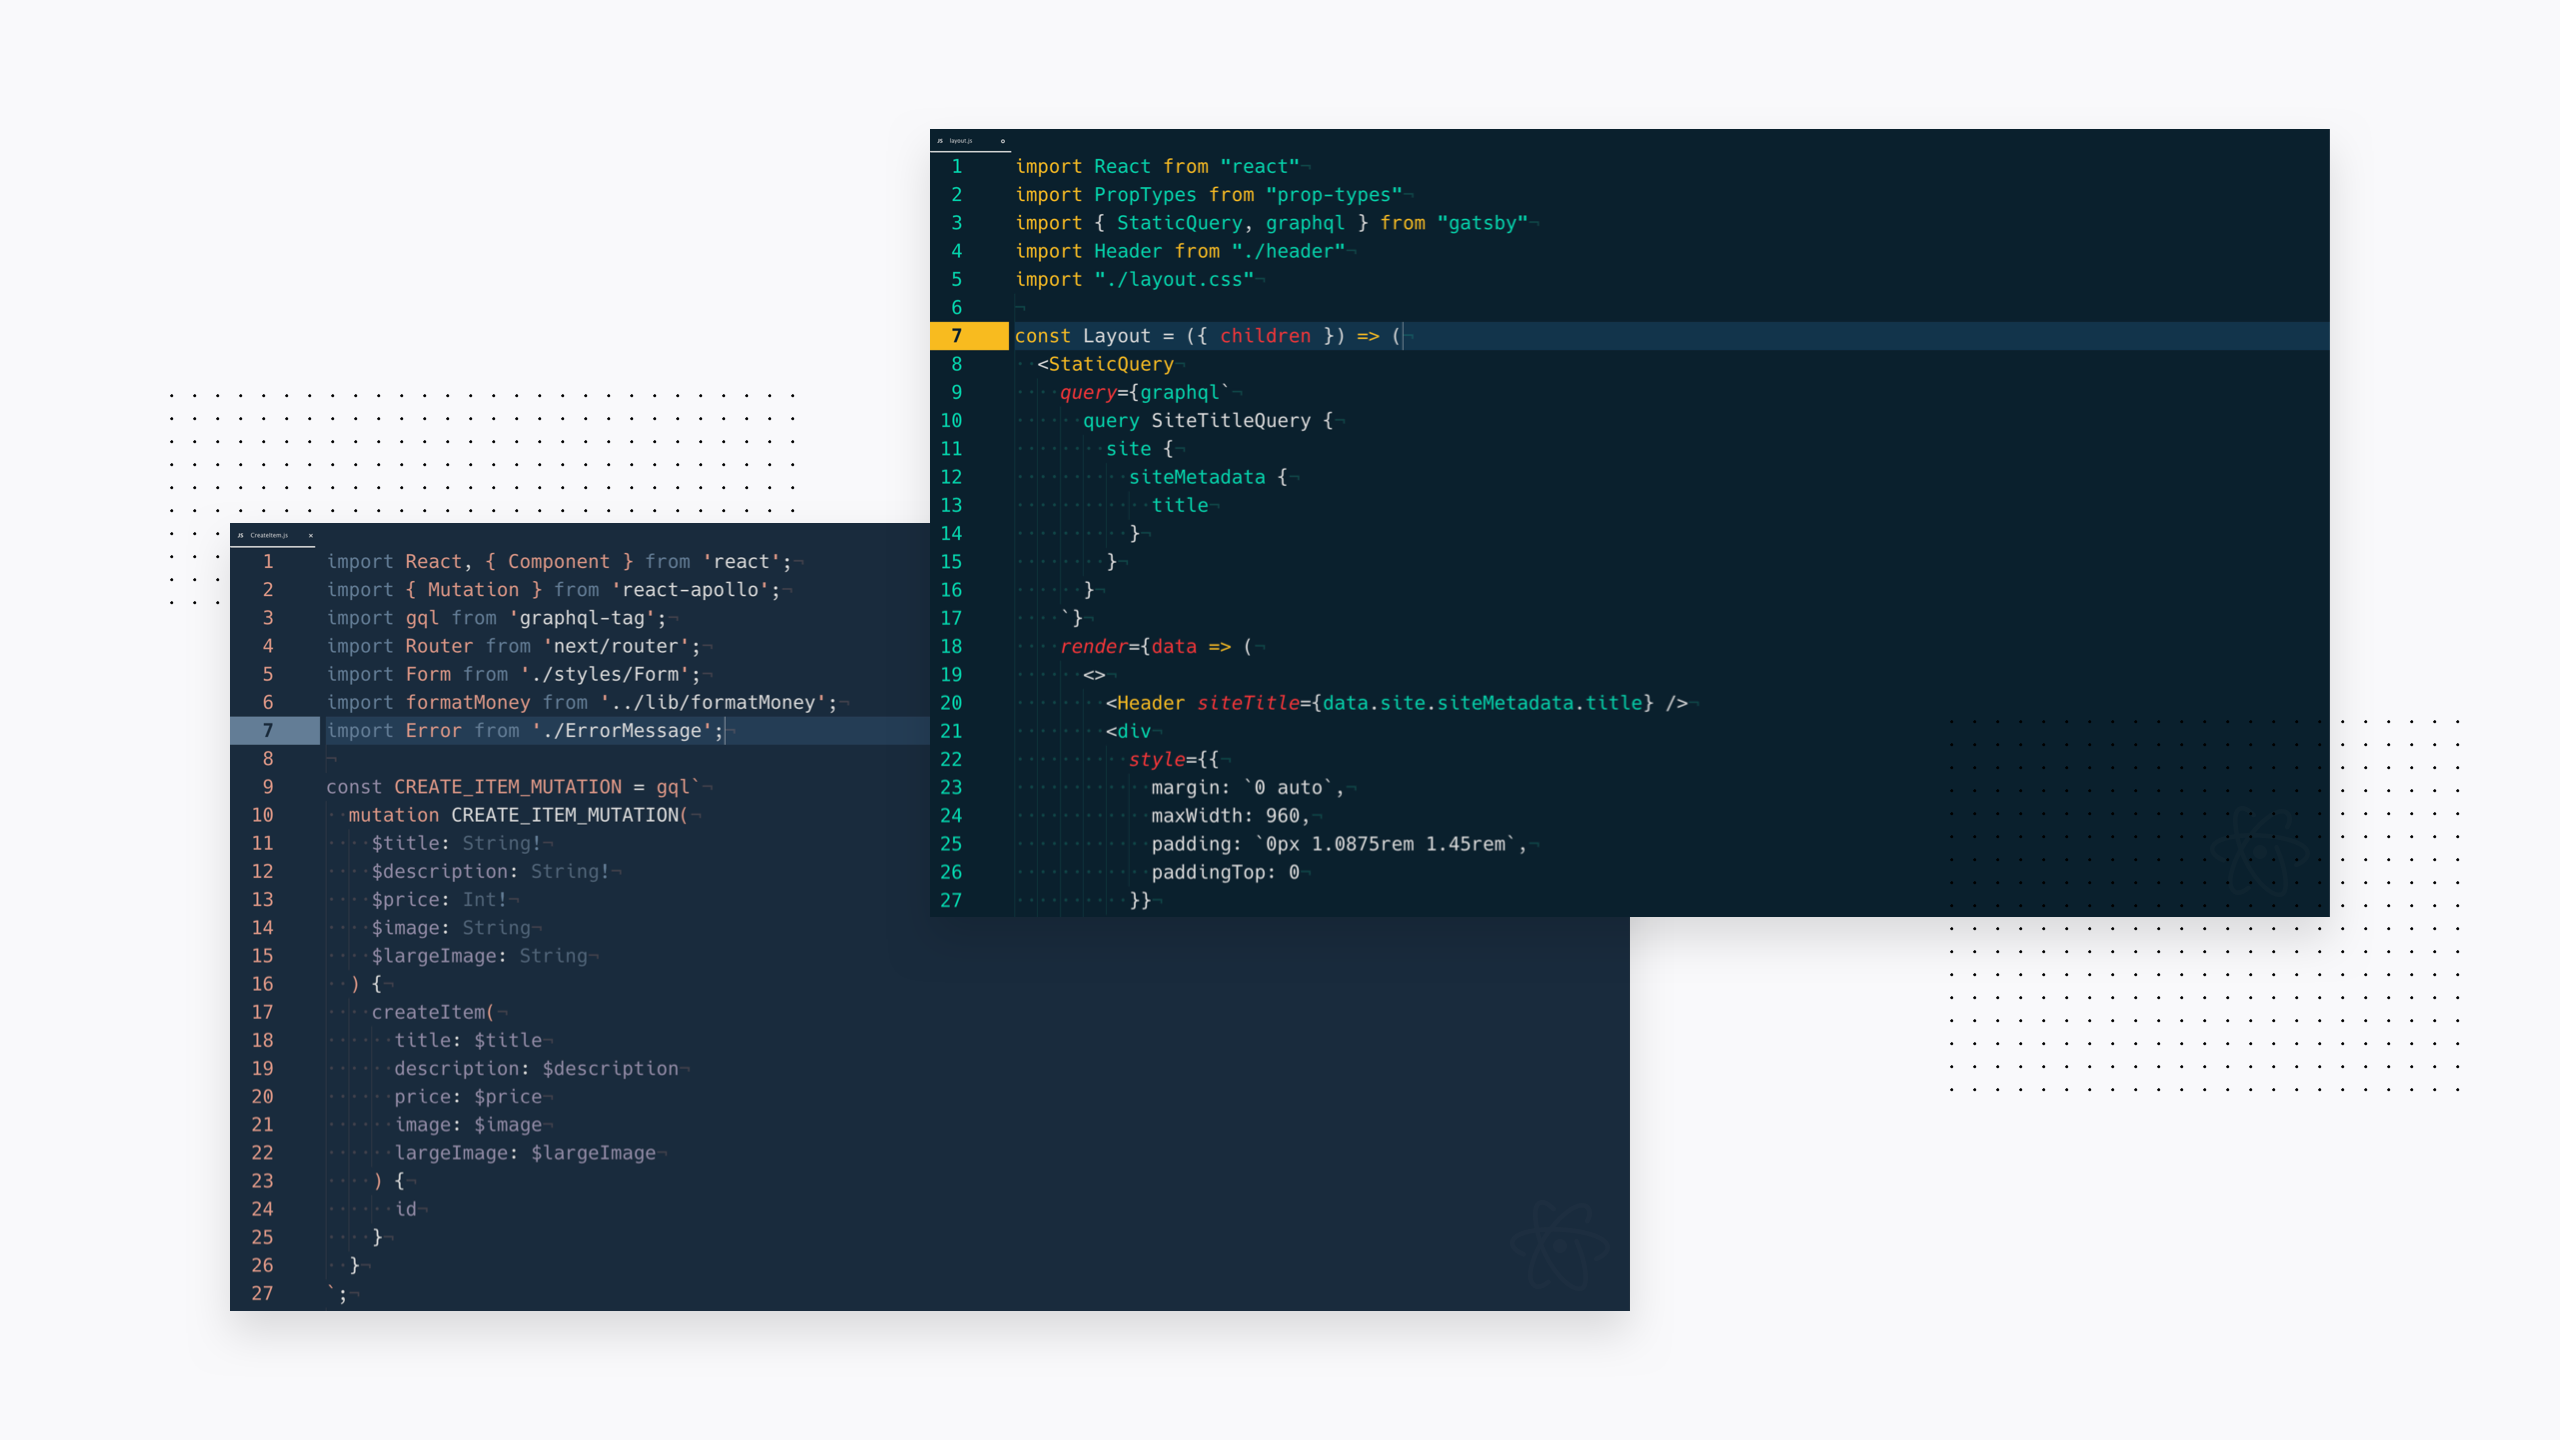 JS layout.js
1 import React from "react"
2 import PropTypes from "prop-types"
3 import { StaticQuery, graphql } from "gatsby"
4 import Header from "./header"
5 import "./layout.css"
6
7 const Layout = ({ children }) => (
8 <StaticQuery
9 query={graphql`
10 query SiteTitleQuery {
11 site {
12 siteMetadata {
13 title
14 }
15 }
16 }
17 `}
18 render={data => (
19 <>
20 <Header siteTitle={data.site.siteMetadata.title} />
21 <div
22 style={{
23 margin: `0 auto`,
24 maxWidth: 960,
25 padding: `0px 1.0875rem 1.45rem`,
26 paddingTop: 0
27 }}
JS CreateItem.js ×
1 import React, { Component } from 'react';
2 import { Mutation } from 'react-apollo';
3 import gql from 'graphql-tag';
4 import Router from 'next/router';
5 import Form from './styles/Form';
6 import formatMoney from '../lib/formatMoney';
7 import Error from './ErrorMessage';
8
9 const CREATE_ITEM_MUTATION = gql`
10 mutation CREATE_ITEM_MUTATION(
11 $title: String!
12 $description: String!
13 $price: Int!
14 $image: String
15 $largeImage: String
16 ) {
17 createItem(
18 title: $title
19 description: $description
20 price: $price
21 image: $image
22 largeImage: $largeImage
23 ) {
24 id
25 }
26 }
27 `;